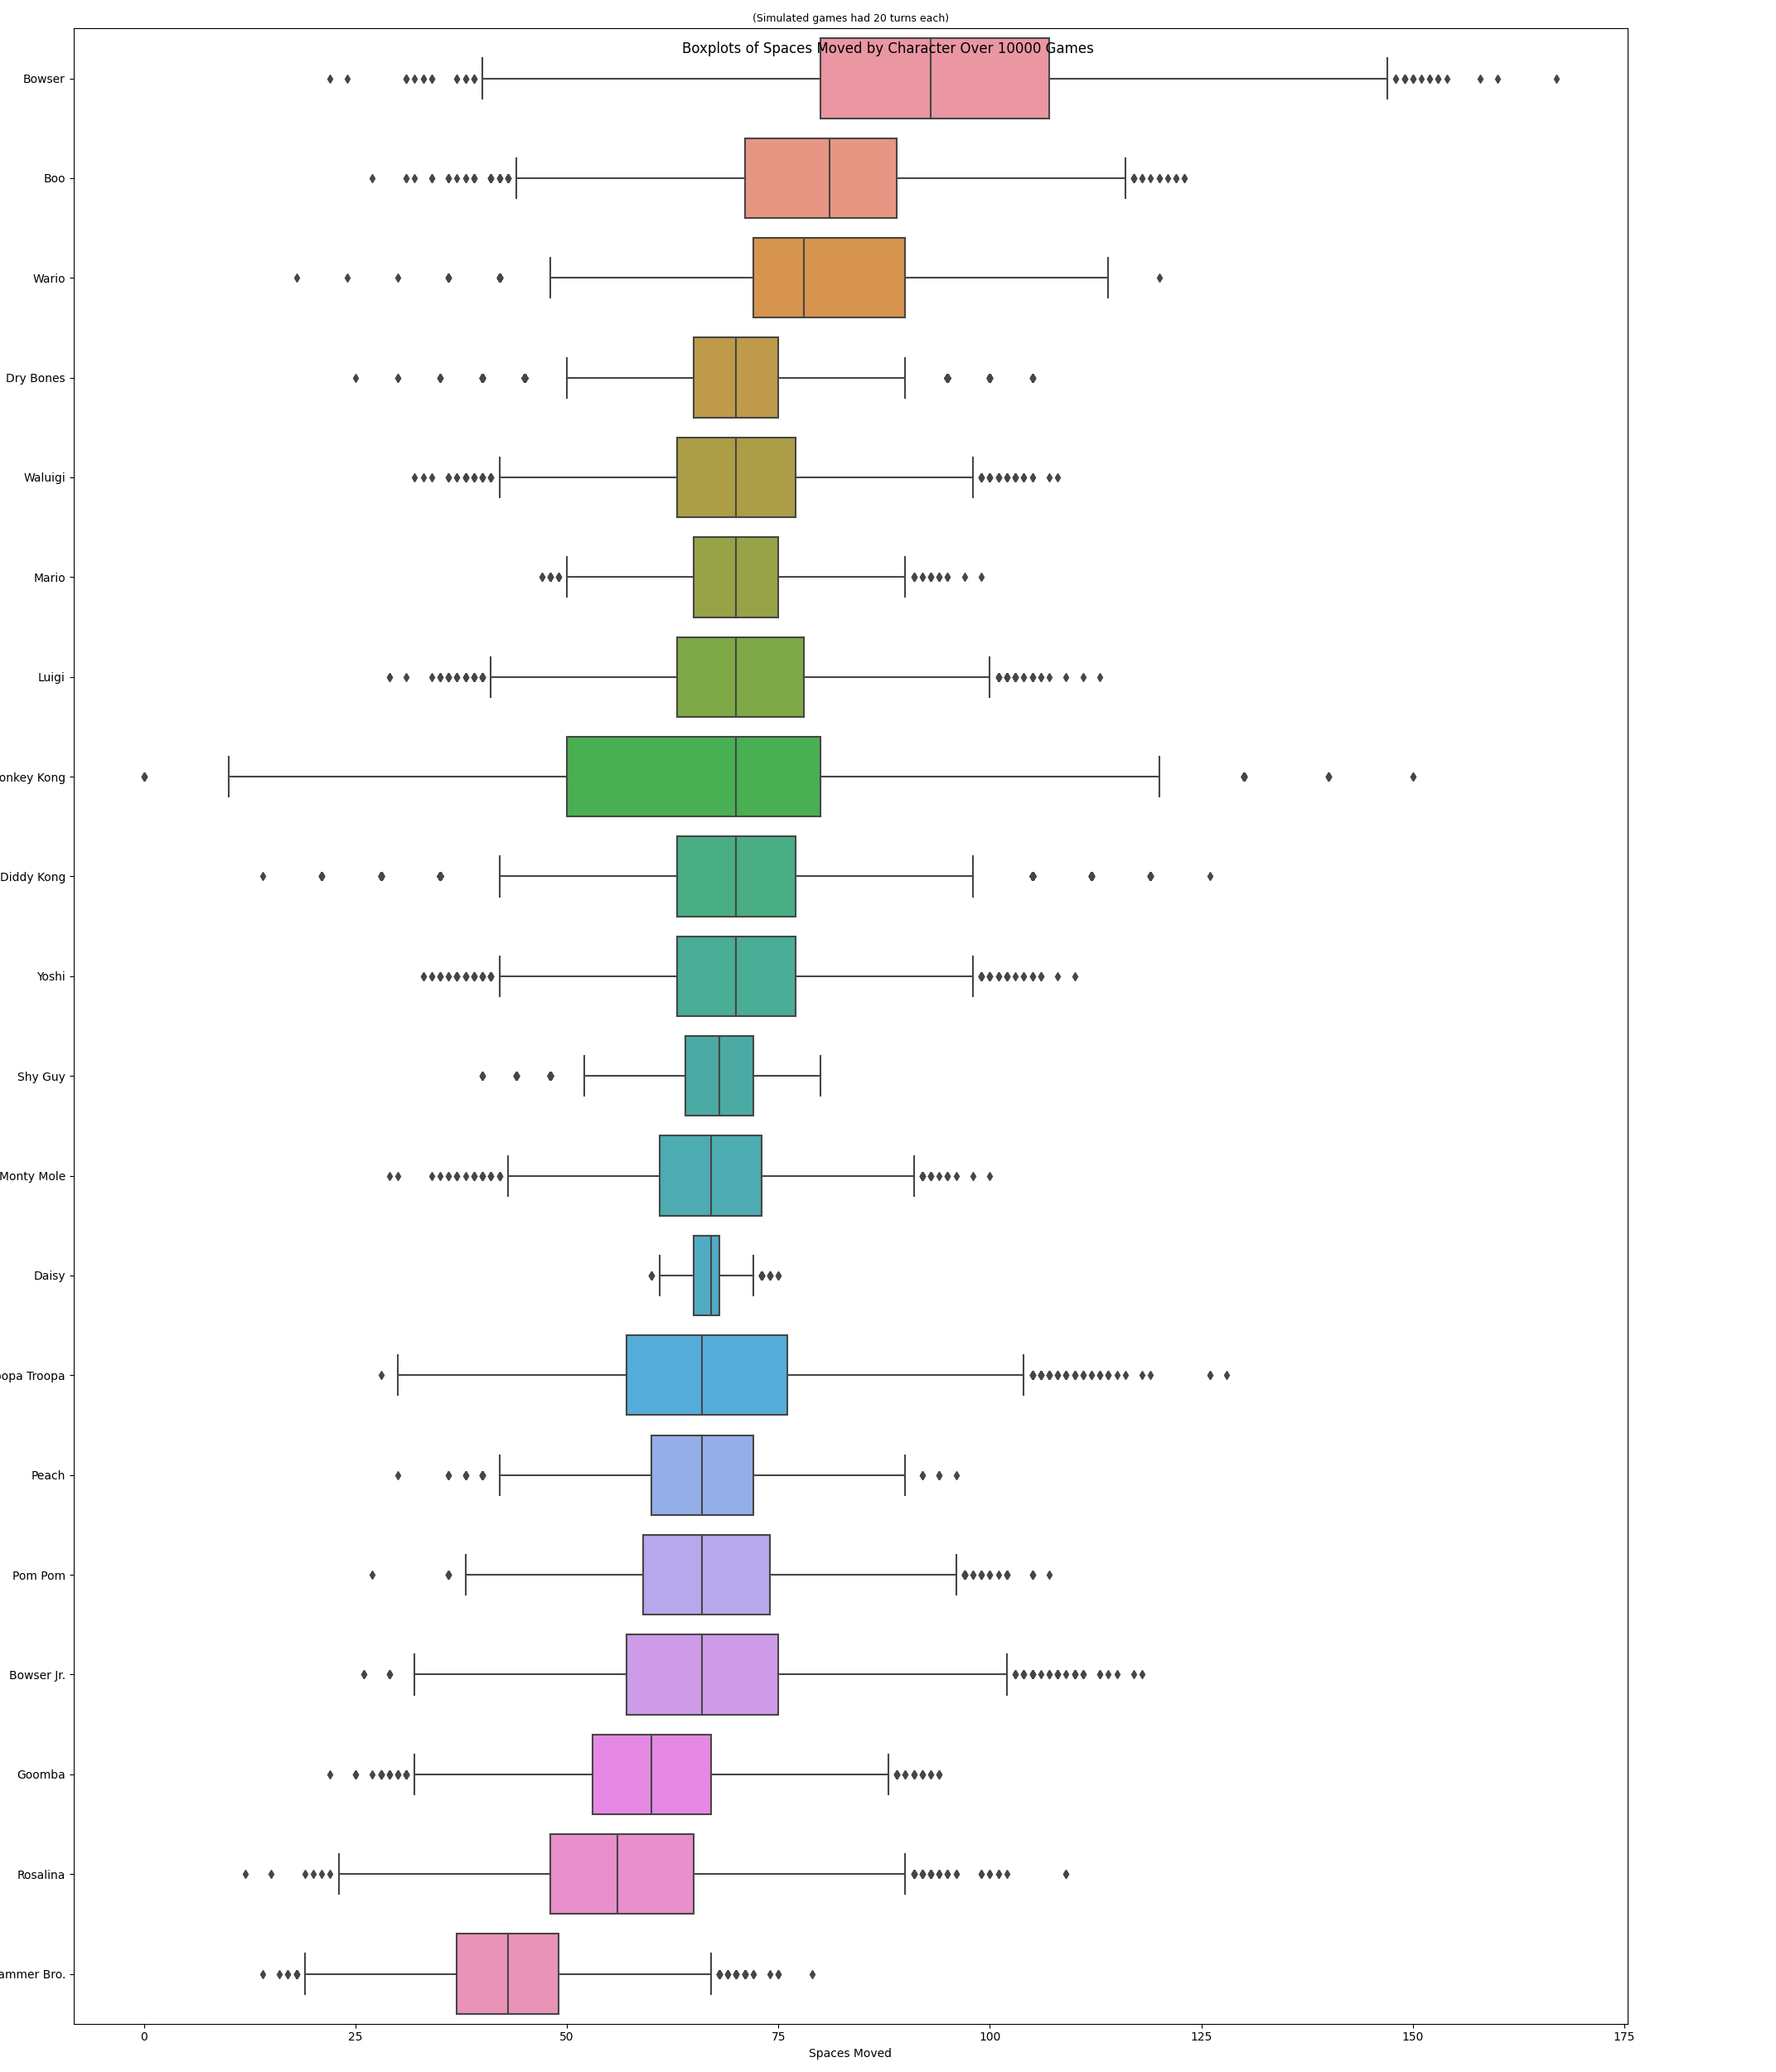 (Simulated games had 20 turns each)
Boxplots of Spaces Moved by Character Over 10000 Games
Bowser
Boo
Wario
Dry Bones
Waluigi
Mario
Luigi
onkey Kong
Diddy Kong
Yoshi
Shy Guy
Monty Mole
Daisy
opa Troopa
Peach
Pom Pom
Bowser Jr.
Goomba
Rosalina
ammer Bro.
0 25 50 75 100 125 150 175
Spaces Moved